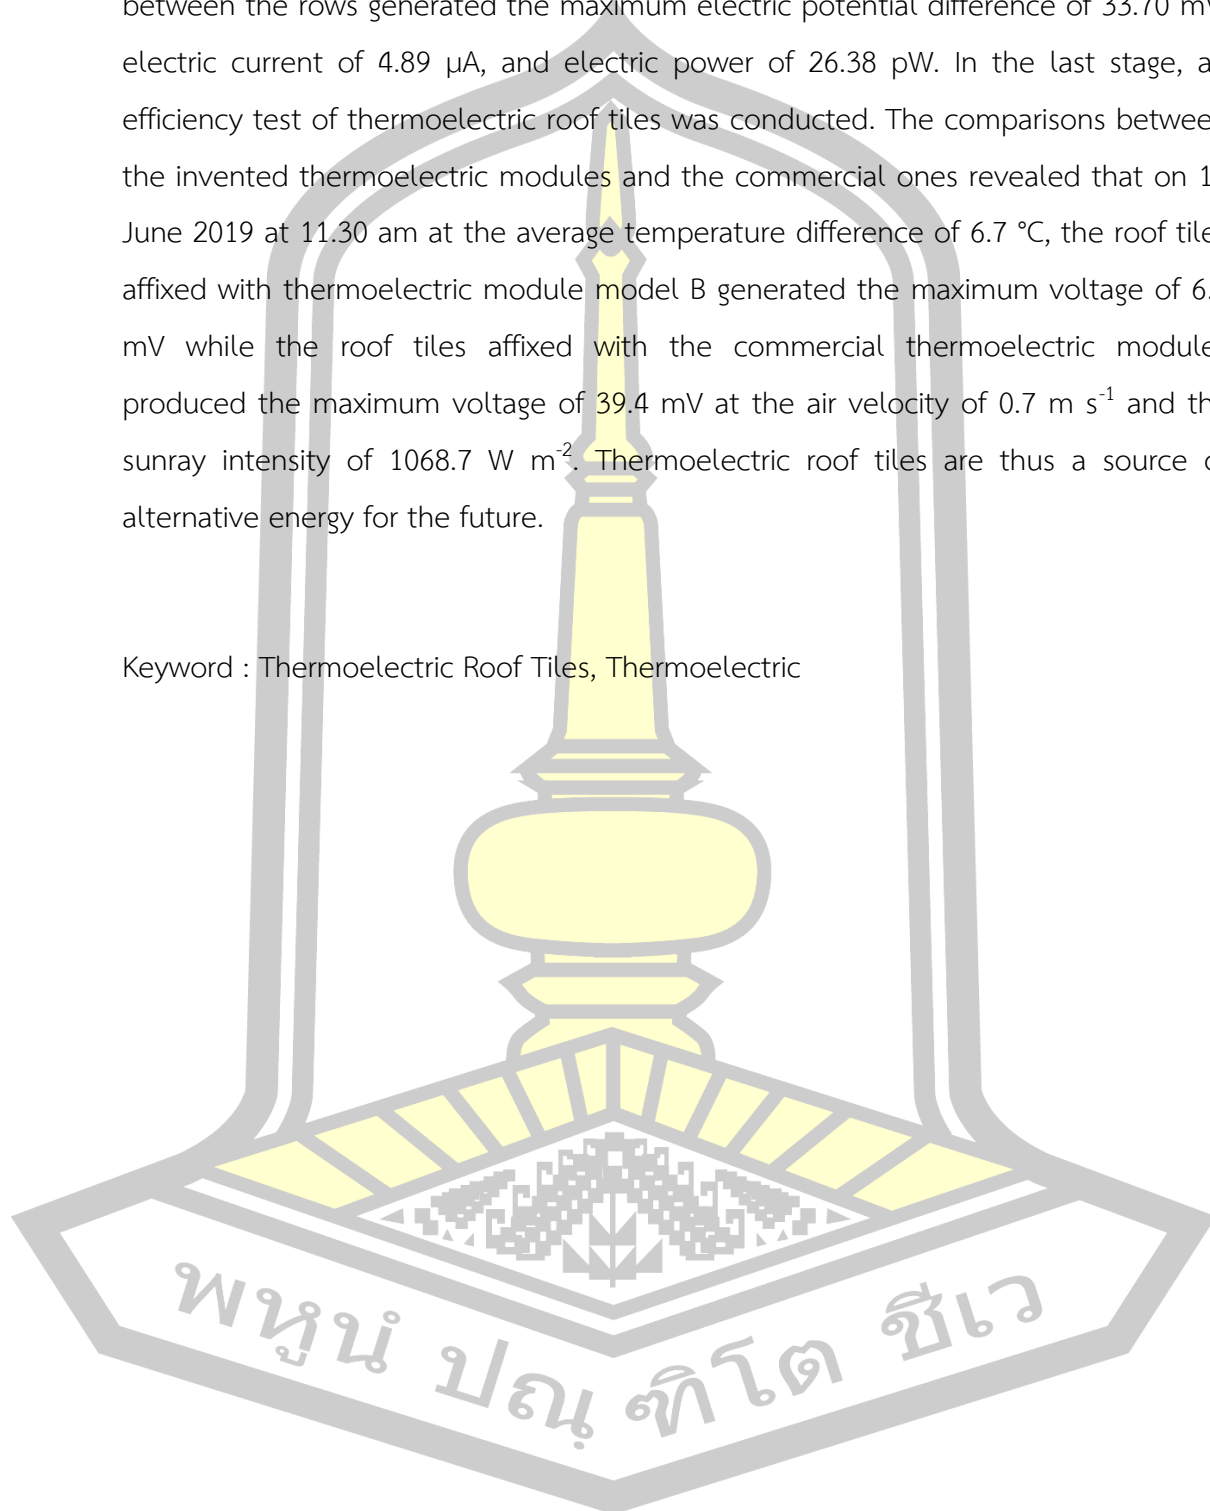 between the rows generated the maximum electric potential difference of 33.70 mV
electric current of 4.89 µA, and electric power of 26.38 pW. In the last stage, a
efficiency test of thermoelectric roof tiles was conducted. The comparisons between
the invented thermoelectric modules and the commercial ones revealed that on 1
June 2019 at 11.30 am at the average temperature difference of 6.7 °C, the roof tile
affixed with thermoelectric module model B generated the maximum voltage of 6.
mV while the roof tiles affixed with the commercial thermoelectric module
produced the maximum voltage of 39.4 mV at the air velocity of 0.7 m s⁻¹ and th
sunray intensity of 1068.7 W m⁻². Thermoelectric roof tiles are thus a source o
alternative energy for the future.
Keyword : Thermoelectric Roof Tiles, Thermoelectric
พหูนํ ปณฺฑิโต ชีเว